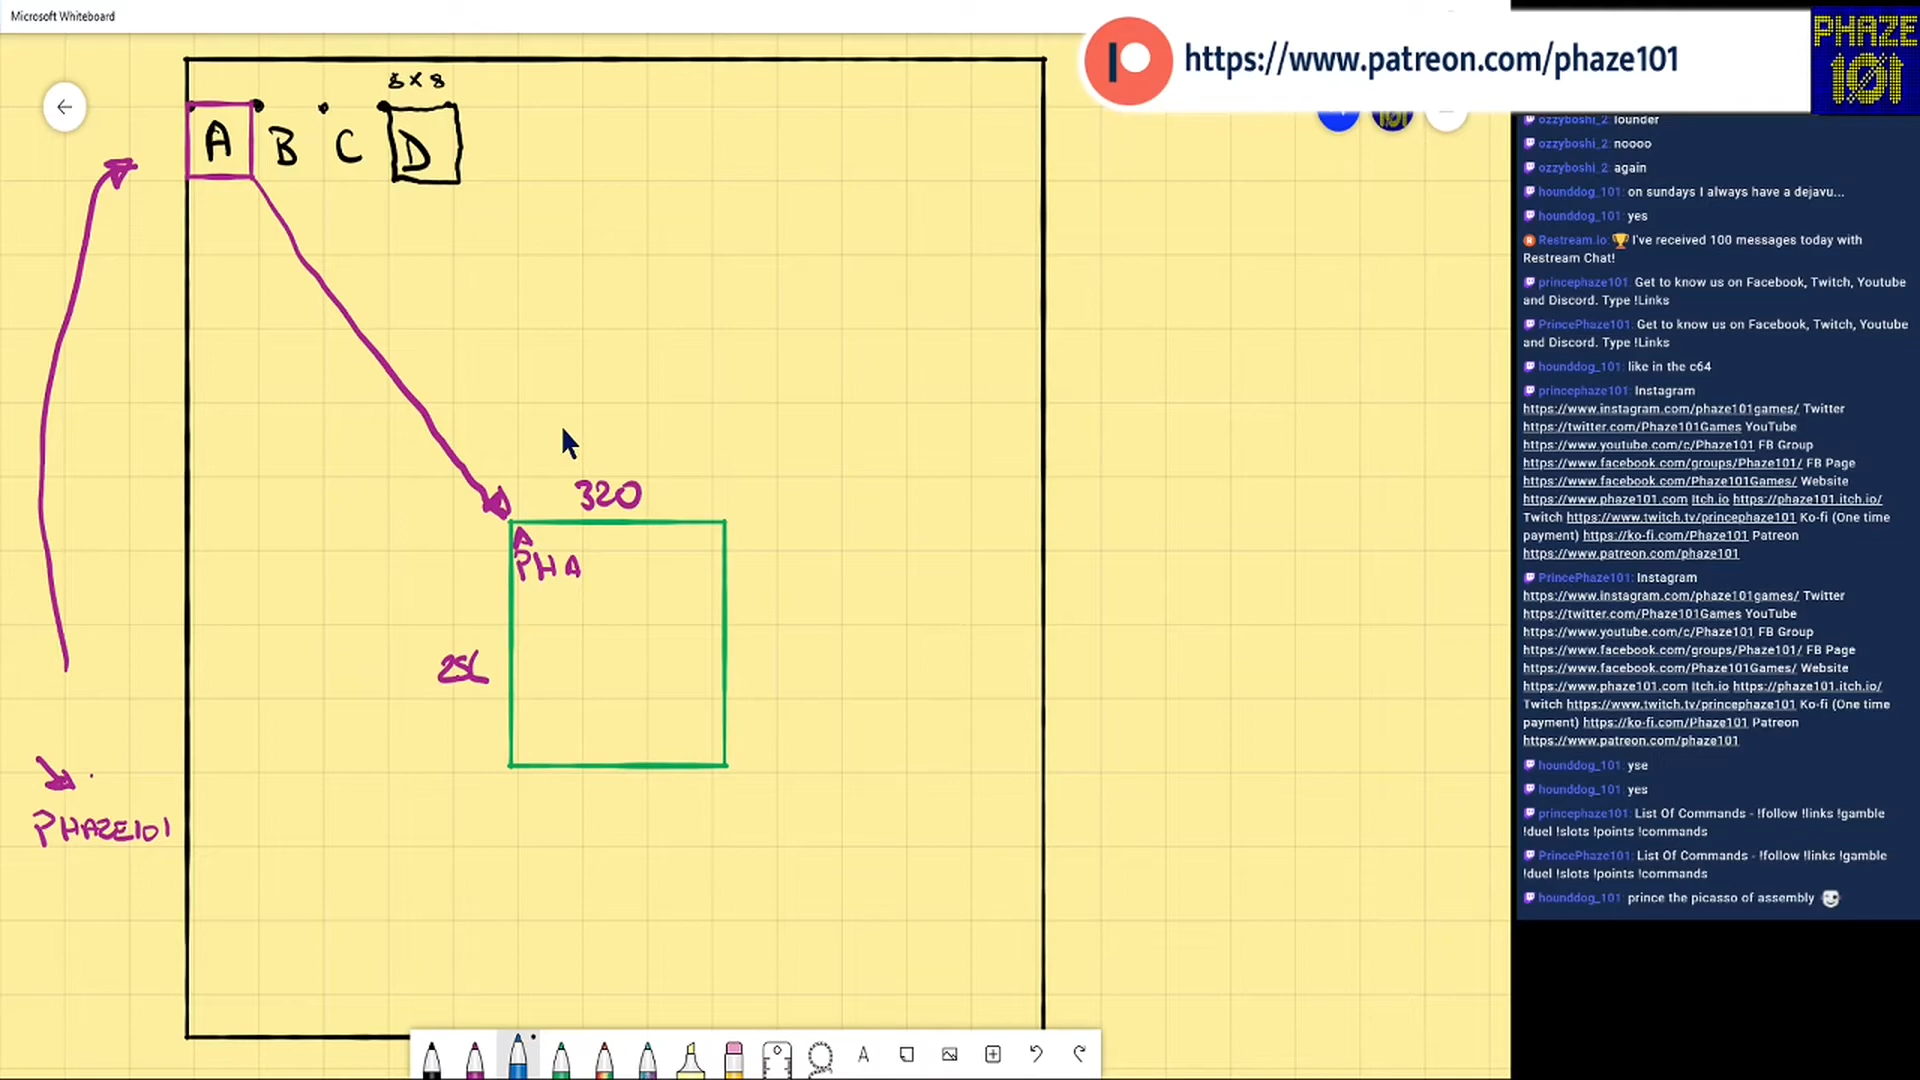 Microsoft Whiteboard
https://www.patreon.com/phaze101
PHAZE
101
8 x 8
A B C D
320
PHA
256
PHAZE101
A
ozzyboshi_2: lounder
ozzyboshi_2: noooo
ozzyboshi_2: again
hounddog_101: on sundays I always have a dejavu...
hounddog_101: yes
Restream.io: 🏆 I've received 100 messages today with
Restream Chat!
princephaze101: Get to know us on Facebook, Twitch, Youtube
and Discord. Type !Links
PrincePhaze101: Get to know us on Facebook, Twitch, Youtube
and Discord. Type !Links
hounddog_101: like in the c64
princephaze101: Instagram
https://www.instagram.com/phaze101games/ Twitter
https://twitter.com/Phaze101Games YouTube
https://www.youtube.com/c/Phaze101 FB Group
https://www.facebook.com/groups/Phaze101/ FB Page
https://www.facebook.com/Phaze101Games/ Website
https://www.phaze101.com Itch.io https://phaze101.itch.io/
Twitch https://www.twitch.tv/princephaze101 Ko-fi (One time
payment) https://ko-fi.com/Phaze101 Patreon
https://www.patreon.com/phaze101
PrincePhaze101: Instagram
https://www.instagram.com/phaze101games/ Twitter
https://twitter.com/Phaze101Games YouTube
https://www.youtube.com/c/Phaze101 FB Group
https://www.facebook.com/groups/Phaze101/ FB Page
https://www.facebook.com/Phaze101Games/ Website
https://www.phaze101.com Itch.io https://phaze101.itch.io/
Twitch https://www.twitch.tv/princephaze101 Ko-fi (One time
payment) https://ko-fi.com/Phaze101 Patreon
https://www.patreon.com/phaze101
hounddog_101: yse
hounddog_101: yes
princephaze101: List Of Commands - !follow !links !gamble
!duel !slots !points !commands
PrincePhaze101: List Of Commands - !follow !links !gamble
!duel !slots !points !commands
hounddog_101: prince the picasso of assembly